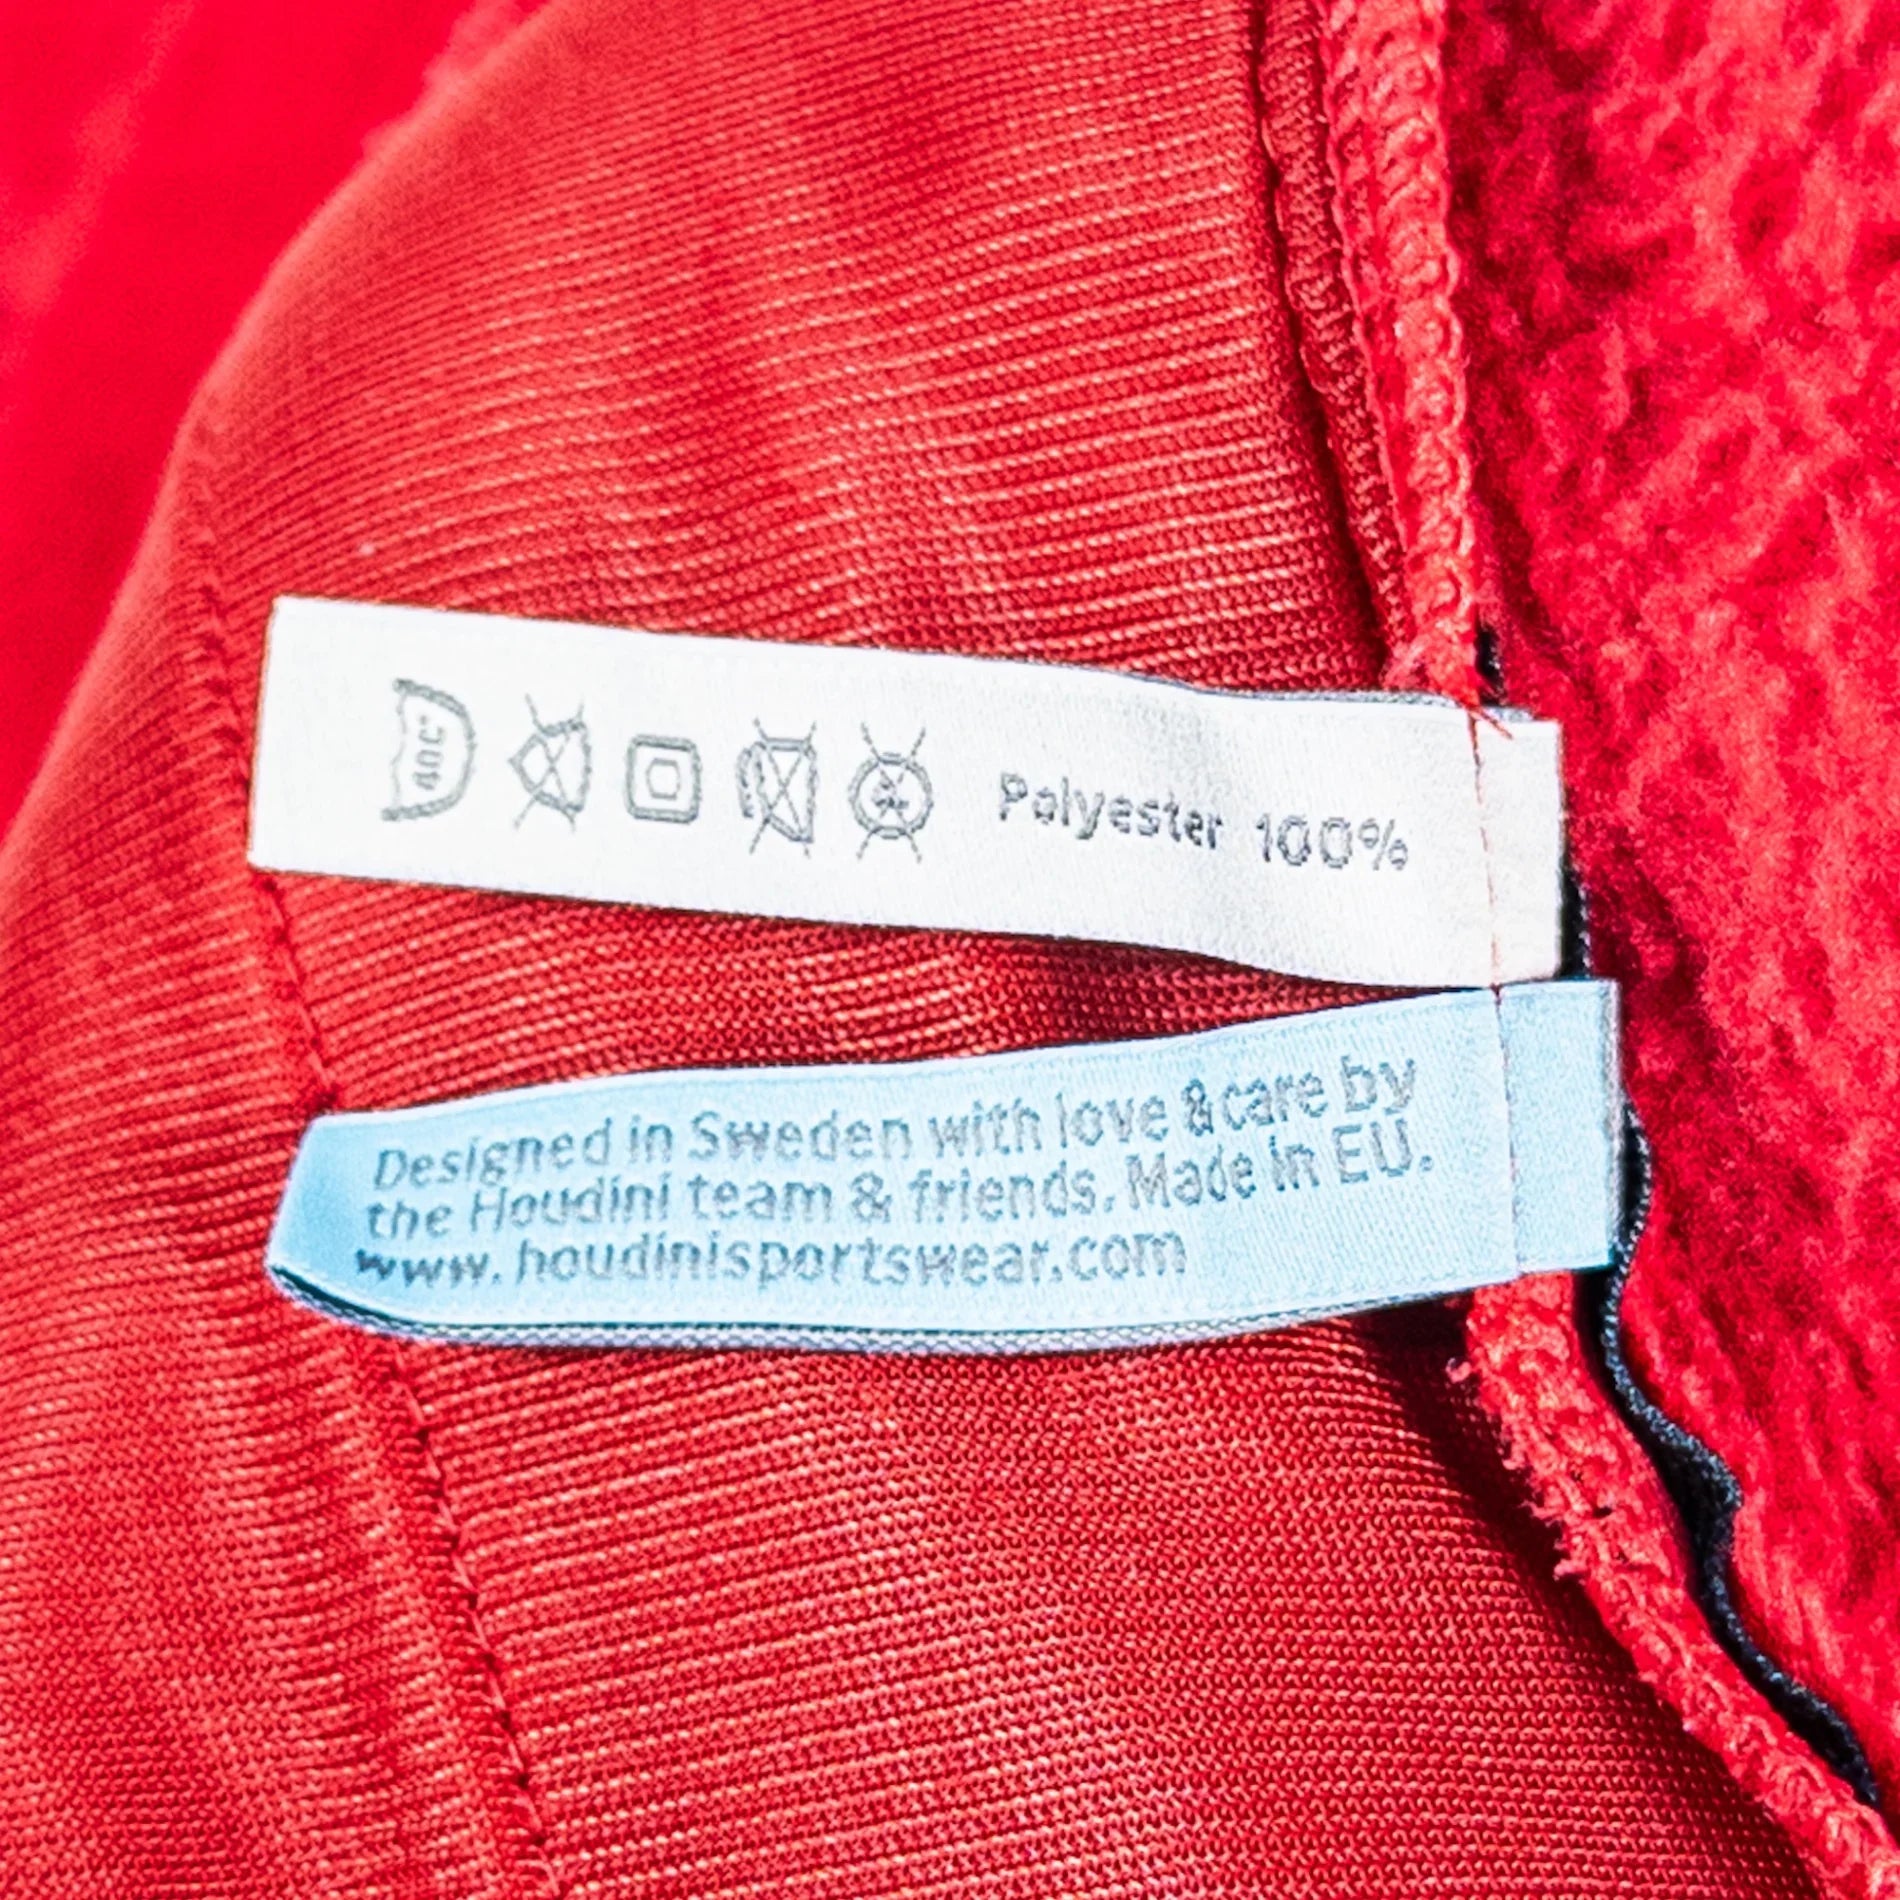 40C°
Polyester 100%
Designed in Sweden with love & care by
the Houdini team & friends. Made in EU.
www.houdinisportswear.com